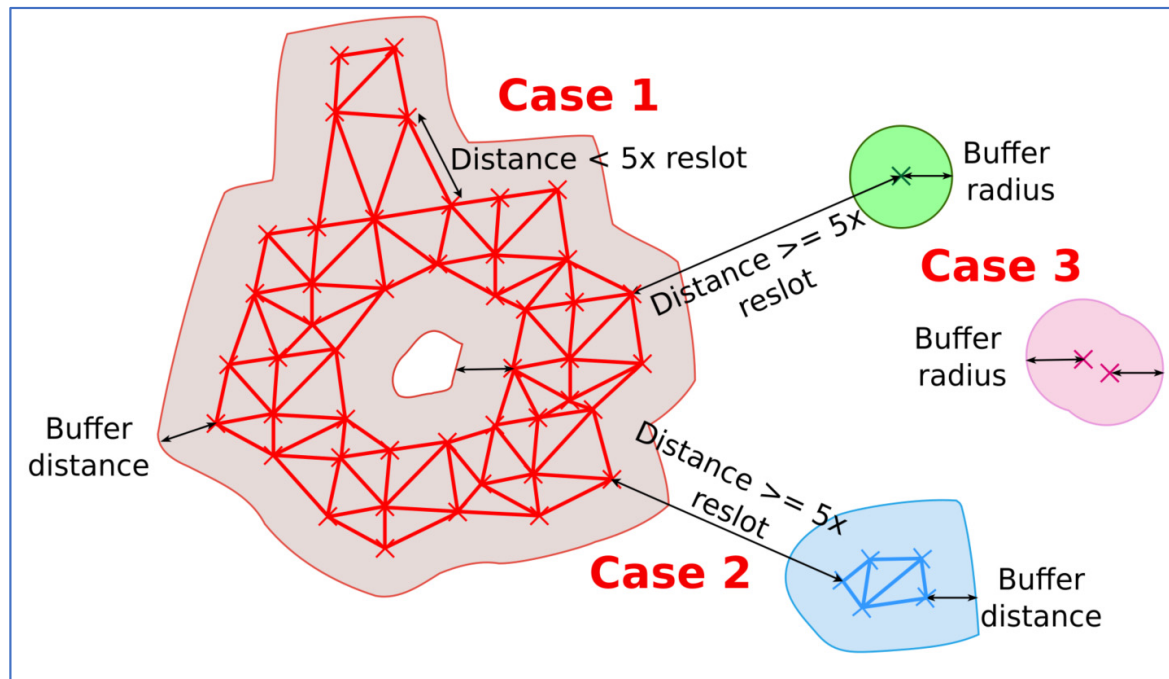 Case 1
Distance < 5x reslot
Buffer
radius
Distance >= 5x
reslot
Case 3
Buffer
radius
Buffer
distance
Distance >= 5x
reslot
Case 2
Buffer
distance